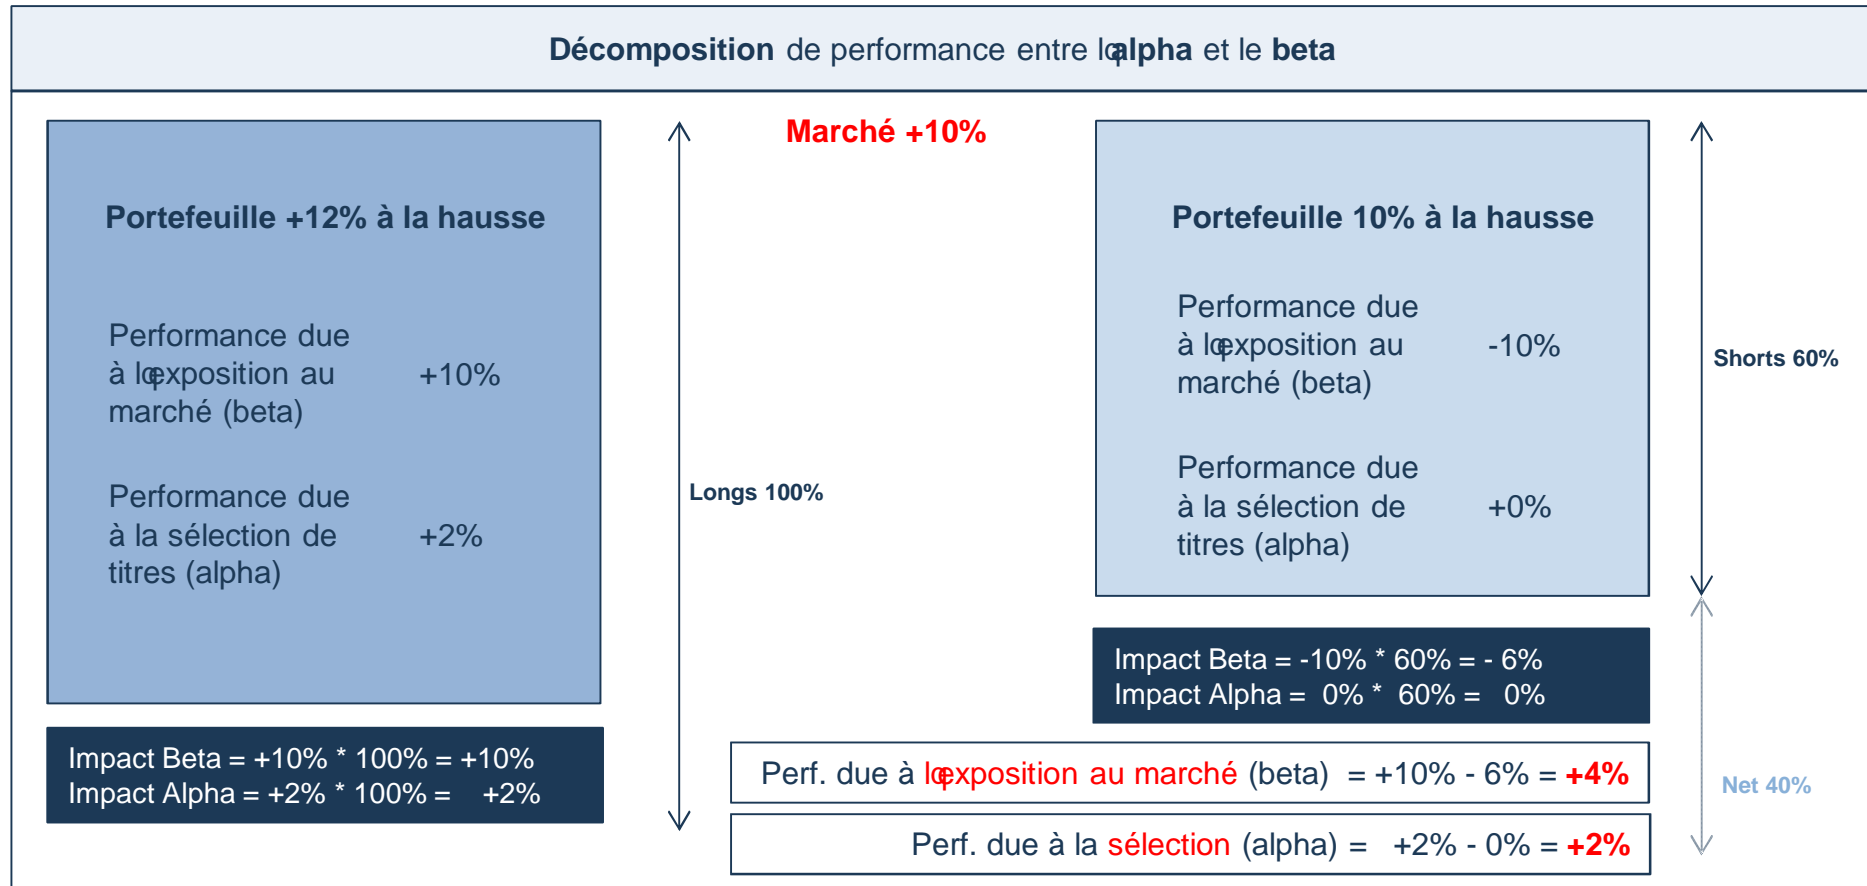 Décomposition de performance entre lqalpha et le beta
Marché +10%
Portefeuille +12% à la hausse
Performance due
à lqexposition au +10%
marché (beta)
Performance due
à la sélection de +2%
titres (alpha)
Longs 100%
Impact Beta = +10% * 100% = +10%
Impact Alpha = +2% * 100% = +2%
Portefeuille 10% à la hausse
Performance due
à lqexposition au -10%
marché (beta)
Performance due
à la sélection de +0%
titres (alpha)
Shorts 60%
Impact Beta = -10% * 60% = - 6%
Impact Alpha = 0% * 60% = 0%
Perf. due à lqexposition au marché (beta) = +10% - 6% = +4%
Perf. due à la sélection (alpha) = +2% - 0% = +2%
Net 40%